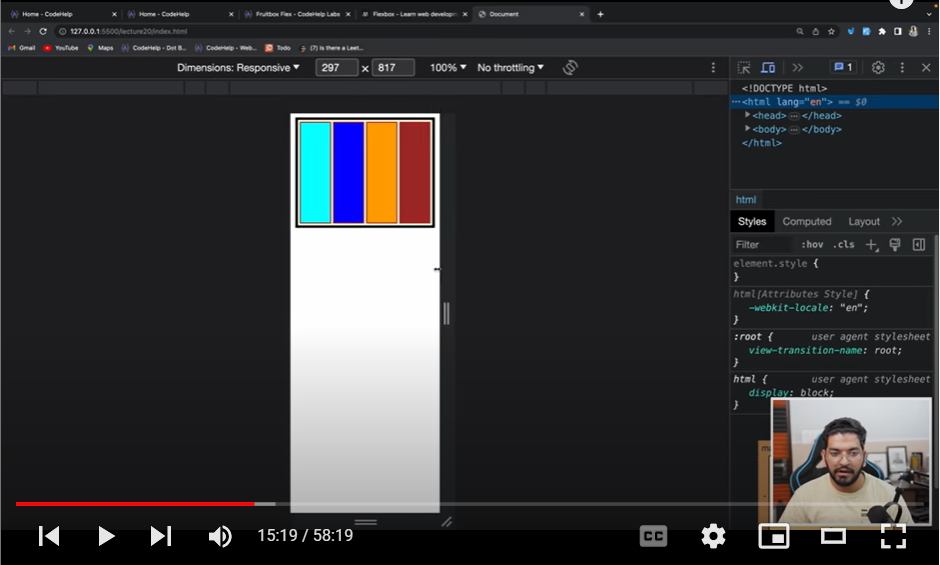 Home - CodeHelp
Home - CodeHelp
Fruitbox Flex - CodeHelp Labs
Flexbox - Learn web developm
Document
127.0.0.1:5500/lecture20/index.html
Gmail YouTube Maps CodeHelp - Dot B... CodeHelp - Web... Todo (7) Is there a Leet...
Dimensions: Responsive 297 x 817 100% No throttling
1
<!DOCTYPE html>
<html lang="en"> == $0
<head> </head>
<body> </body>
</html>
html
Styles Computed Layout
Filter :hov .cls
element.style {
}
html[Attributes Style] {
-webkit-locale: "en";
}
:root { user agent stylesheet
view-transition-name: root;
}
html { user agent stylesheet
display: block;
}
15:19 / 58:19
CC